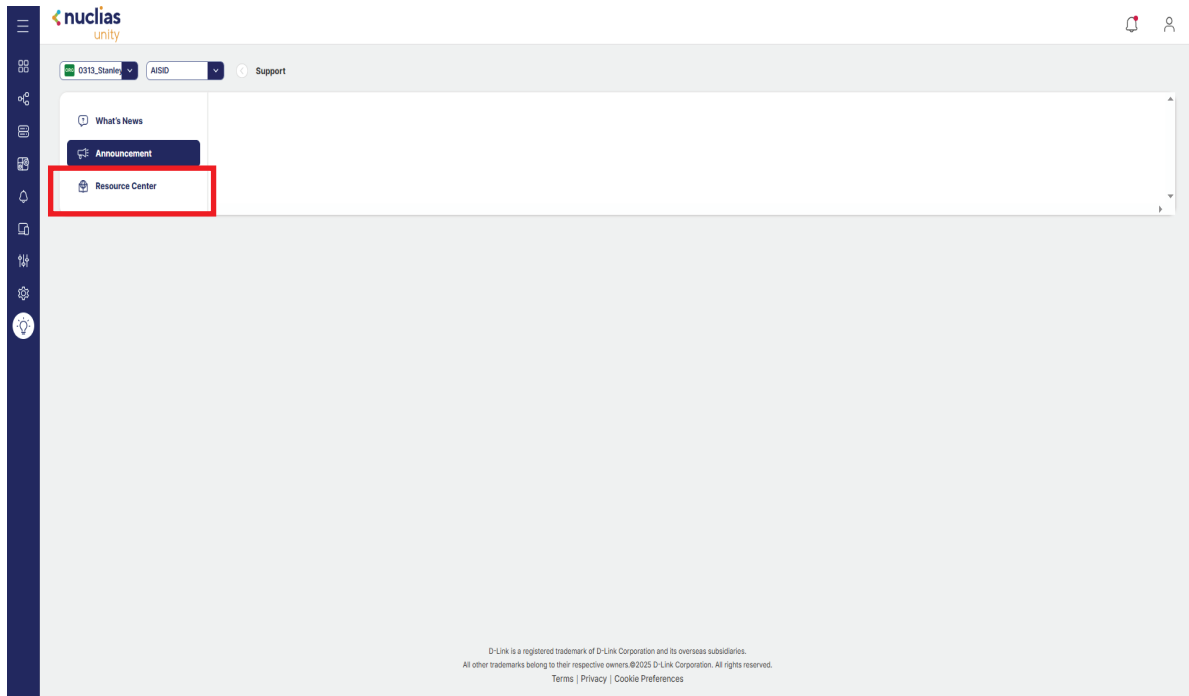 nuclias
unity
ORG 0313_Stanley AISID Support
What's News
Announcement
Resource Center
D-Link is a registered trademark of D-Link Corporation and its overseas subsidiaries.
All other trademarks belong to their respective owners.©2025 D-Link Corporation. All rights reserved.
Terms | Privacy | Cookie Preferences